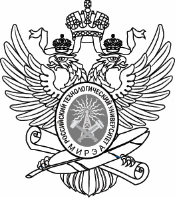 РОССИЙСКИЙ ТЕХНОЛОГИЧЕСКИЙ УНИВЕРСИТЕТ
МИРЭА